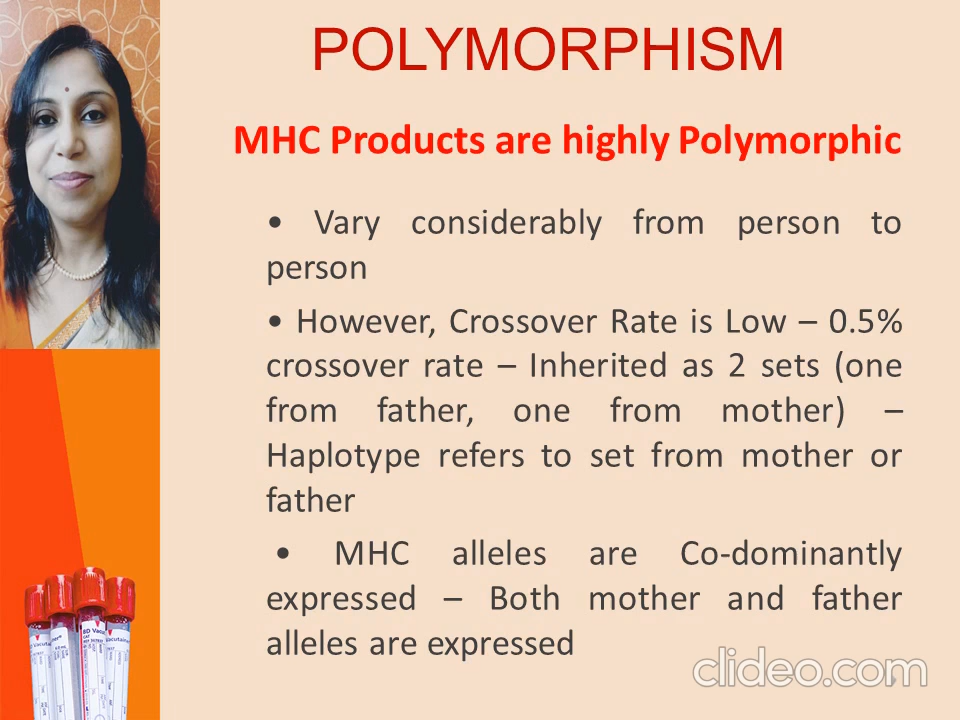 POLYMORPHISM
MHC Products are highly Polymorphic
• Vary considerably from person to
person
• However, Crossover Rate is Low – 0.5%
crossover rate – Inherited as 2 sets (one
from father, one from mother) –
Haplotype refers to set from mother or
father
• MHC alleles are Co-dominantly
expressed – Both mother and father
alleles are expressed
BD Vacu
clideo.com